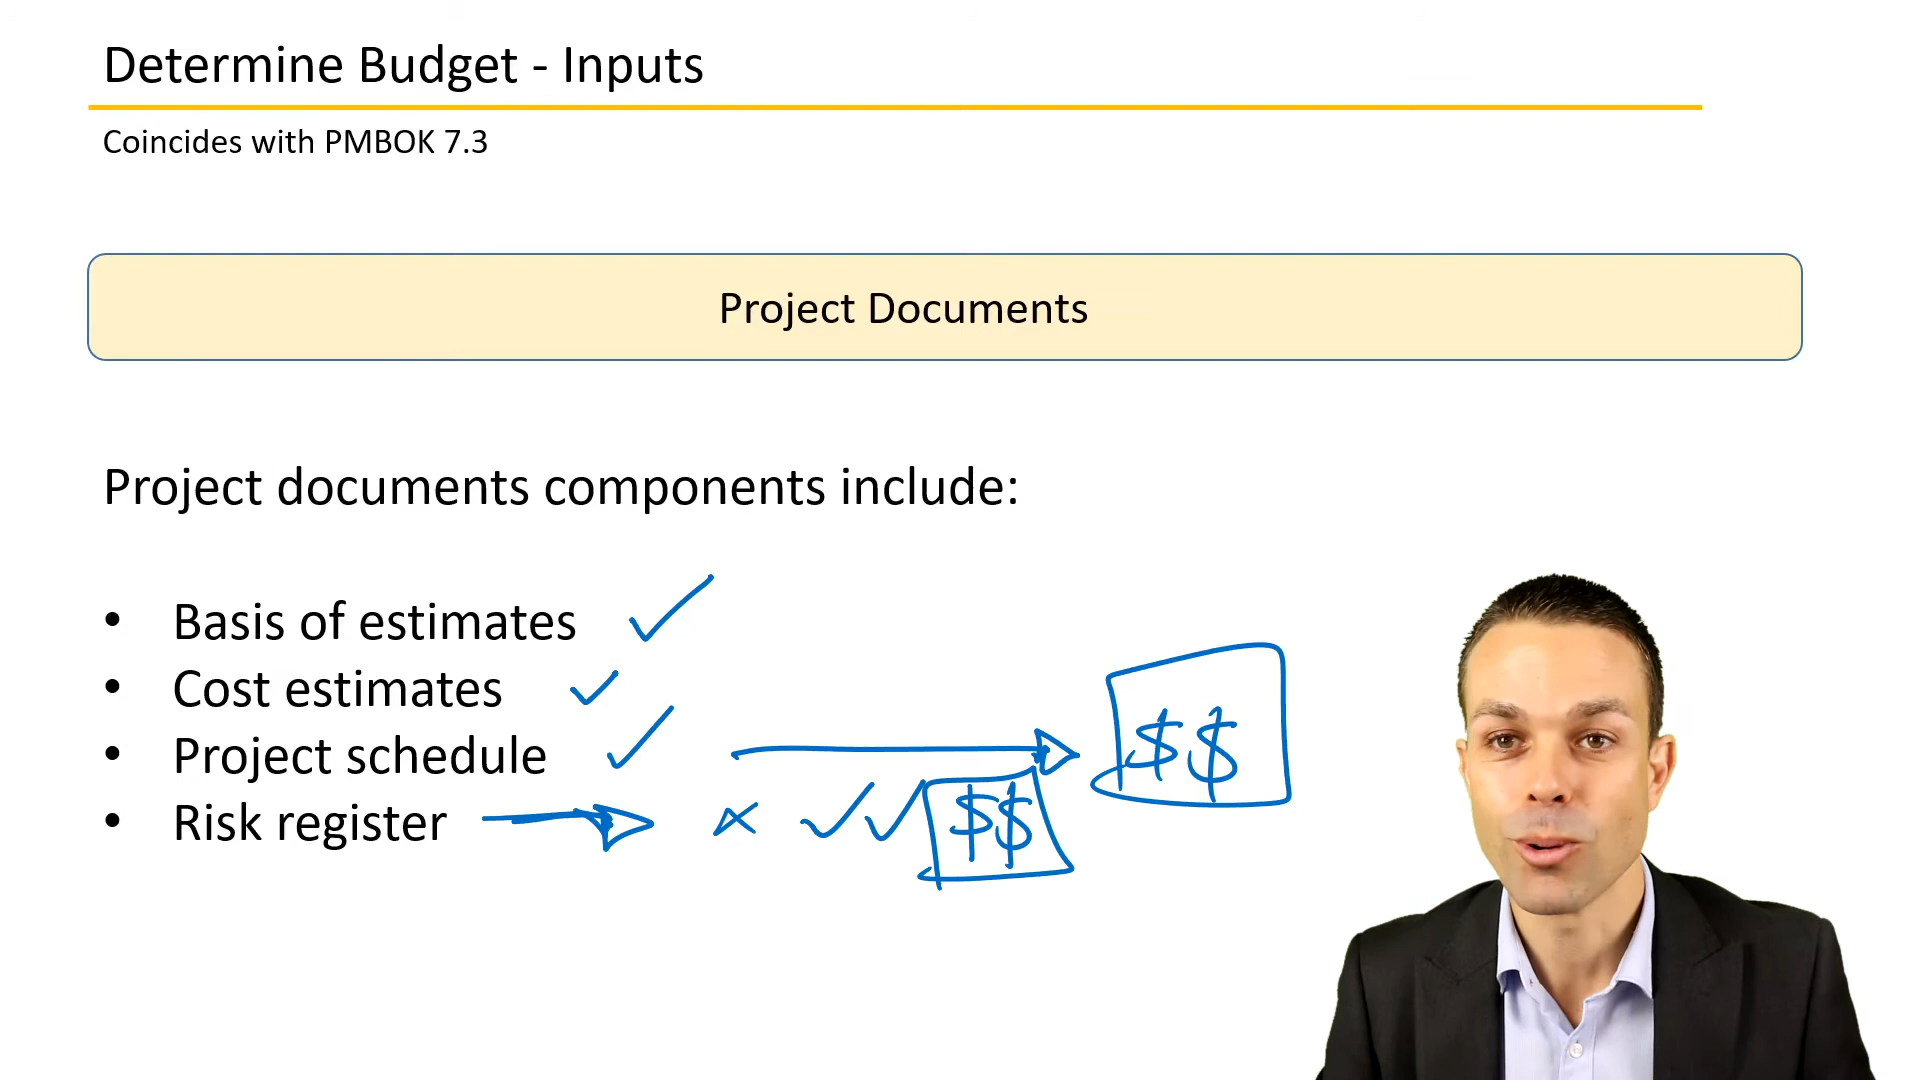 Determine Budget - Inputs
Coincides with PMBOK 7.3
Project Documents
Project documents components include:
• Basis of estimates ✓
• Cost estimates ✓
• Project schedule ✓
$$
• Risk register × ✓✓ $$